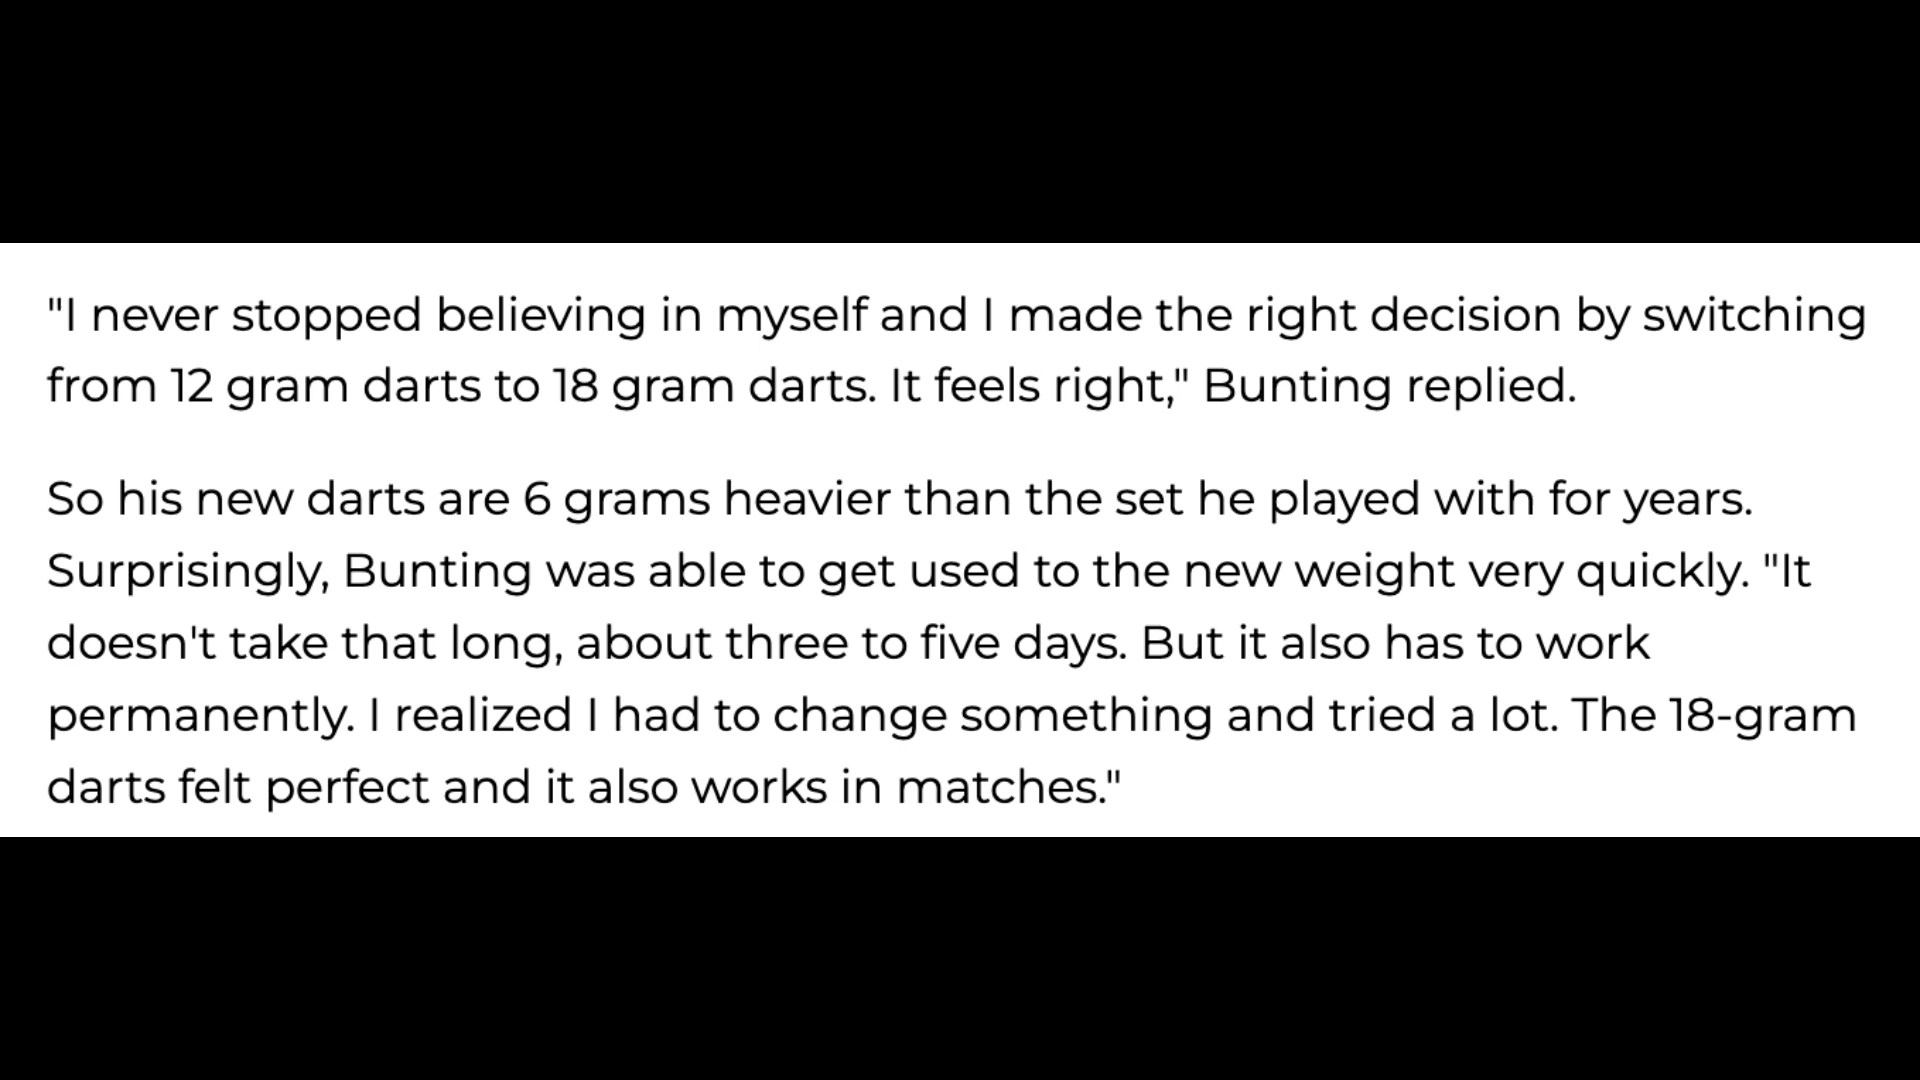 "I never stopped believing in myself and I made the right decision by switching
from 12 gram darts to 18 gram darts. It feels right," Bunting replied.
So his new darts are 6 grams heavier than the set he played with for years.
Surprisingly, Bunting was able to get used to the new weight very quickly. "It
doesn't take that long, about three to five days. But it also has to work
permanently. I realized I had to change something and tried a lot. The 18-gram
darts felt perfect and it also works in matches."